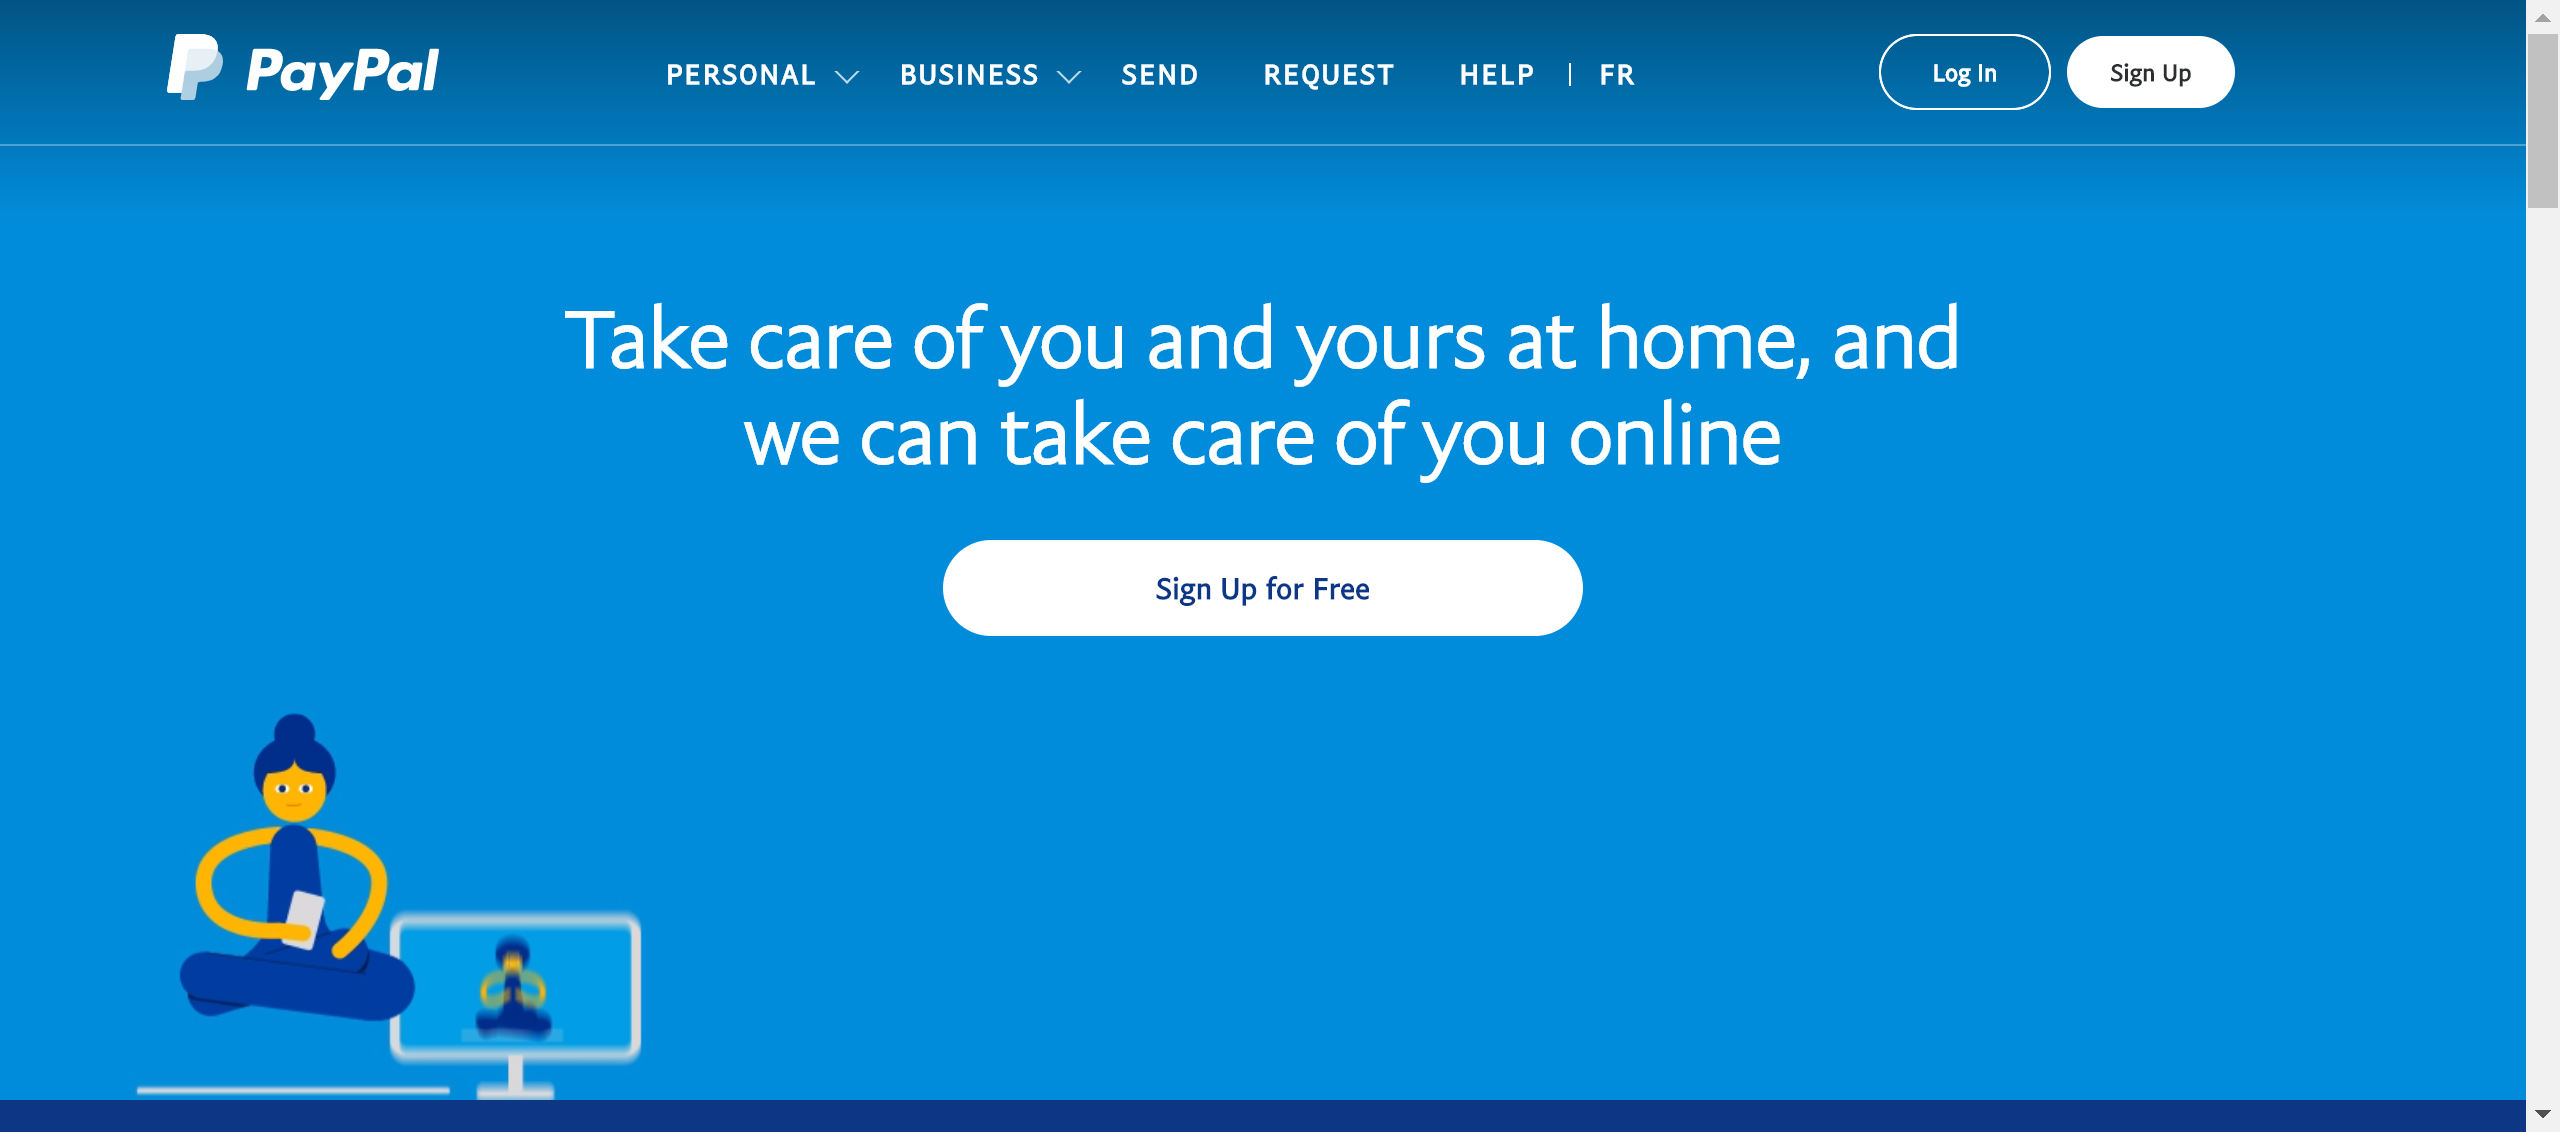 PayPal
PERSONAL BUSINESS SEND REQUEST HELP | FR
Log In
Sign Up
Take care of you and yours at home, and
we can take care of you online
Sign Up for Free